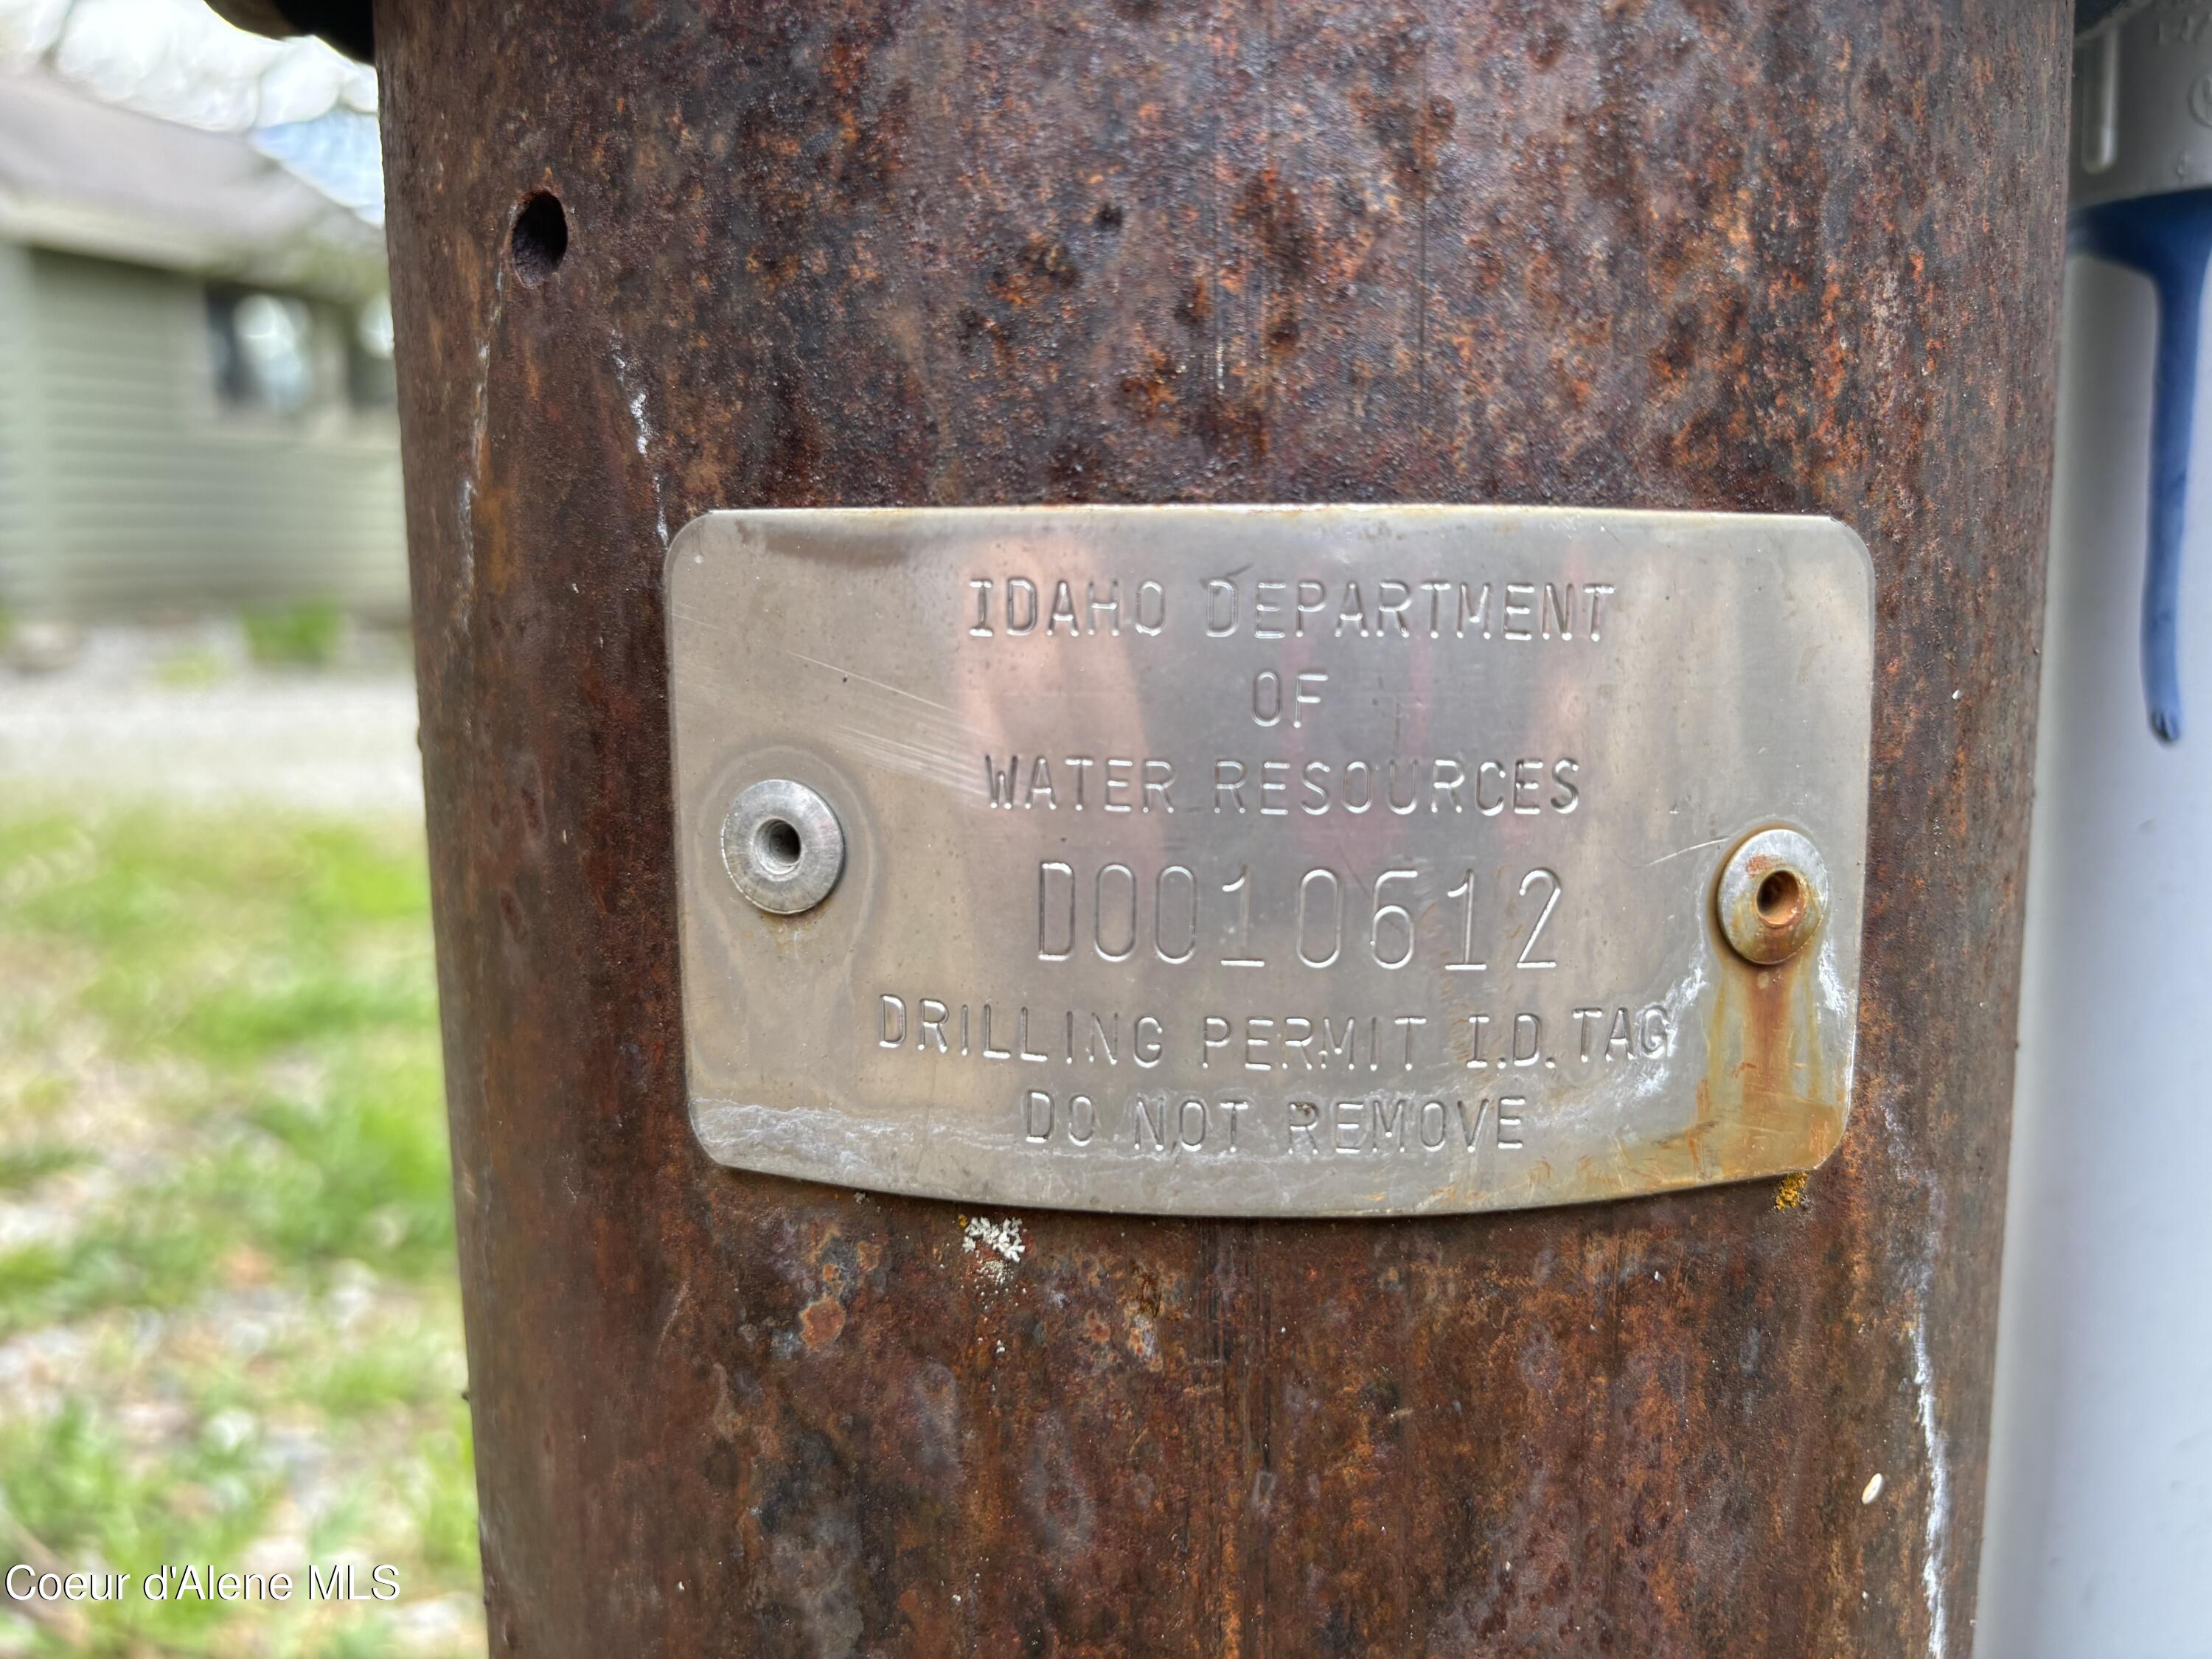 IDAHO DEPARTMENT
OF
WATER RESOURCES
D0010612
DRILLING PERMIT I.D. TAG
DO NOT REMOVE
Coeur d'Alene MLS